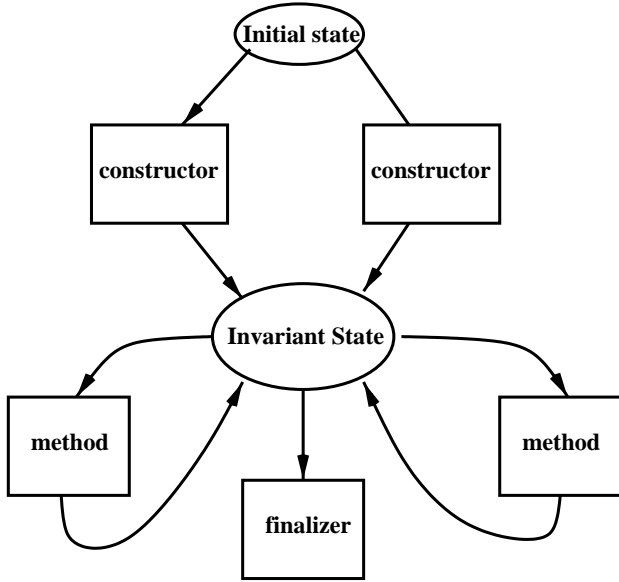 Initial state
constructor
constructor
Invariant State
method
method
finalizer